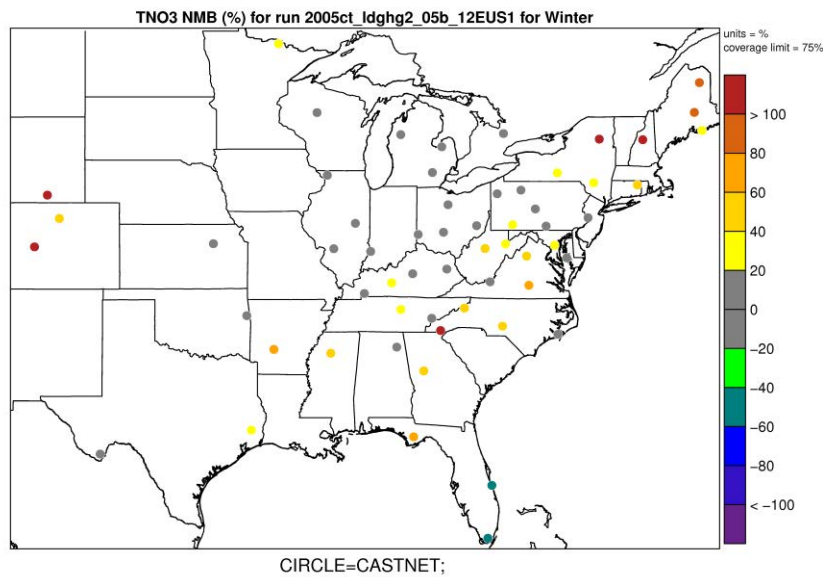 TNO3 NMB (%) for run 2005ct_ldghg2_05b_12EUS1 for Winter
units = %
coverage limit = 75%
> 100
80
60
40
20
0
−20
−40
−60
−80
< −100
CIRCLE=CASTNET;